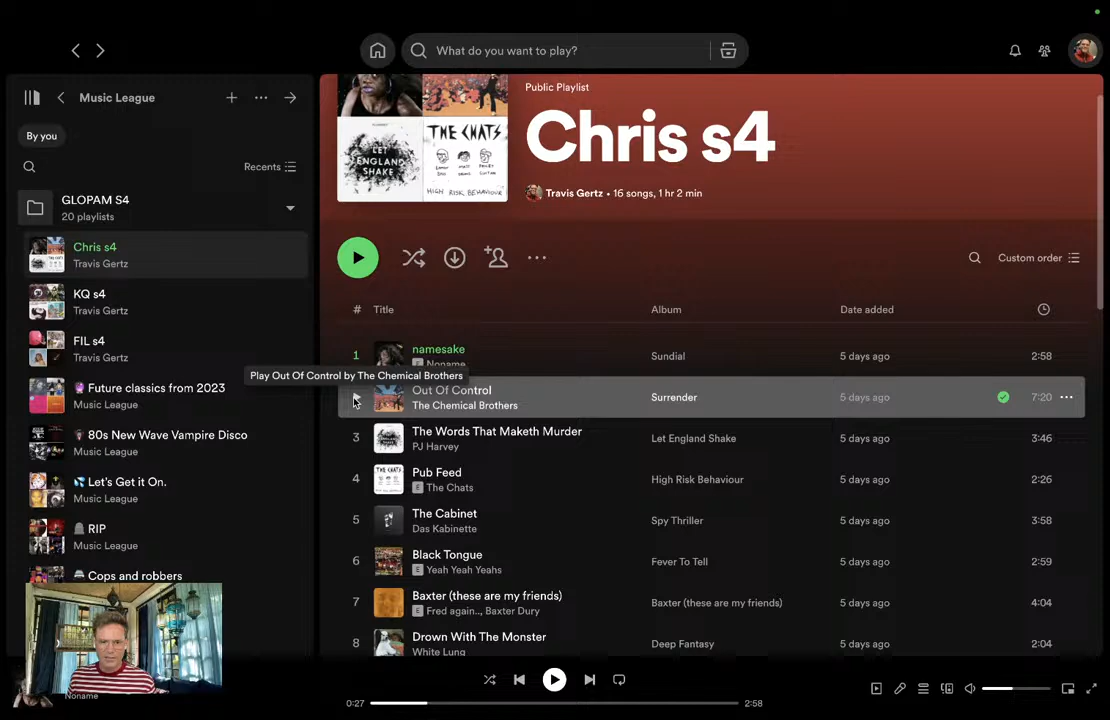 What do you want to play?
Music League
By you
Recents
GLOPAM S4
20 playlists
Chris s4
Travis Gertz
KQ s4
Travis Gertz
FIL s4
Travis Gertz
Future classics from 2023
Music League
80s New Wave Vampire Disco
Music League
Let's Get it On.
Music League
RIP
Music League
Cops and robbers
Noname
Public Playlist
Chris s4
Travis Gertz • 16 songs, 1 hr 2 min
LET ENGLAND SHAKE
THE CHATS
HIGH RISK, BEHAVIOUR
Custom order
# Title Album Date added
1 namesake Sundial 5 days ago 2:58
E Noname
Play Out Of Control by The Chemical Brothers
Out Of Control Surrender 5 days ago 7:20
The Chemical Brothers
3 The Words That Maketh Murder Let England Shake 5 days ago 3:46
PJ Harvey
4 Pub Feed High Risk Behaviour 5 days ago 2:26
E The Chats
5 The Cabinet Spy Thriller 5 days ago 3:58
Das Kabinette
6 Black Tongue Fever To Tell 5 days ago 2:59
E Yeah Yeah Yeahs
7 Baxter (these are my friends) Baxter (these are my friends) 5 days ago 4:04
E Fred again.., Baxter Dury
8 Drown With The Monster Deep Fantasy 5 days ago 2:04
White Lung
0:27 2:58